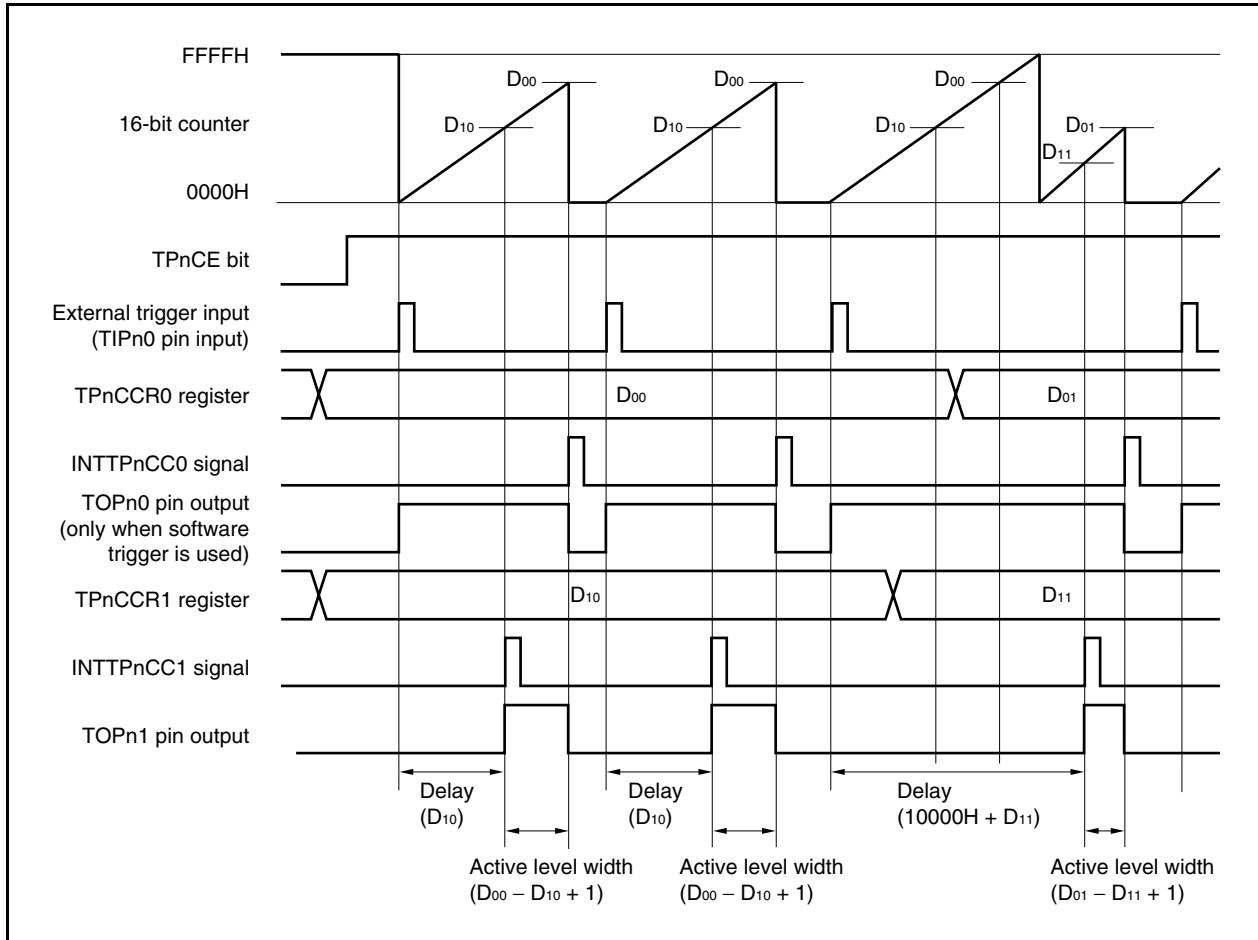 FFFFH
D00 D00 D00
16-bit counter
D10 D10 D10 D01
D11
0000H
TPnCE bit
External trigger input
(TIPn0 pin input)
TPnCCR0 register
D00 D01
INTTPnCC0 signal
TOPn0 pin output
(only when software
trigger is used)
TPnCCR1 register
D10 D11
INTTPnCC1 signal
TOPn1 pin output
Delay
(D10)
Delay
(D10)
Delay
(10000H + D11)
Active level width
(D00 − D10 + 1)
Active level width
(D00 − D10 + 1)
Active level width
(D01 − D11 + 1)